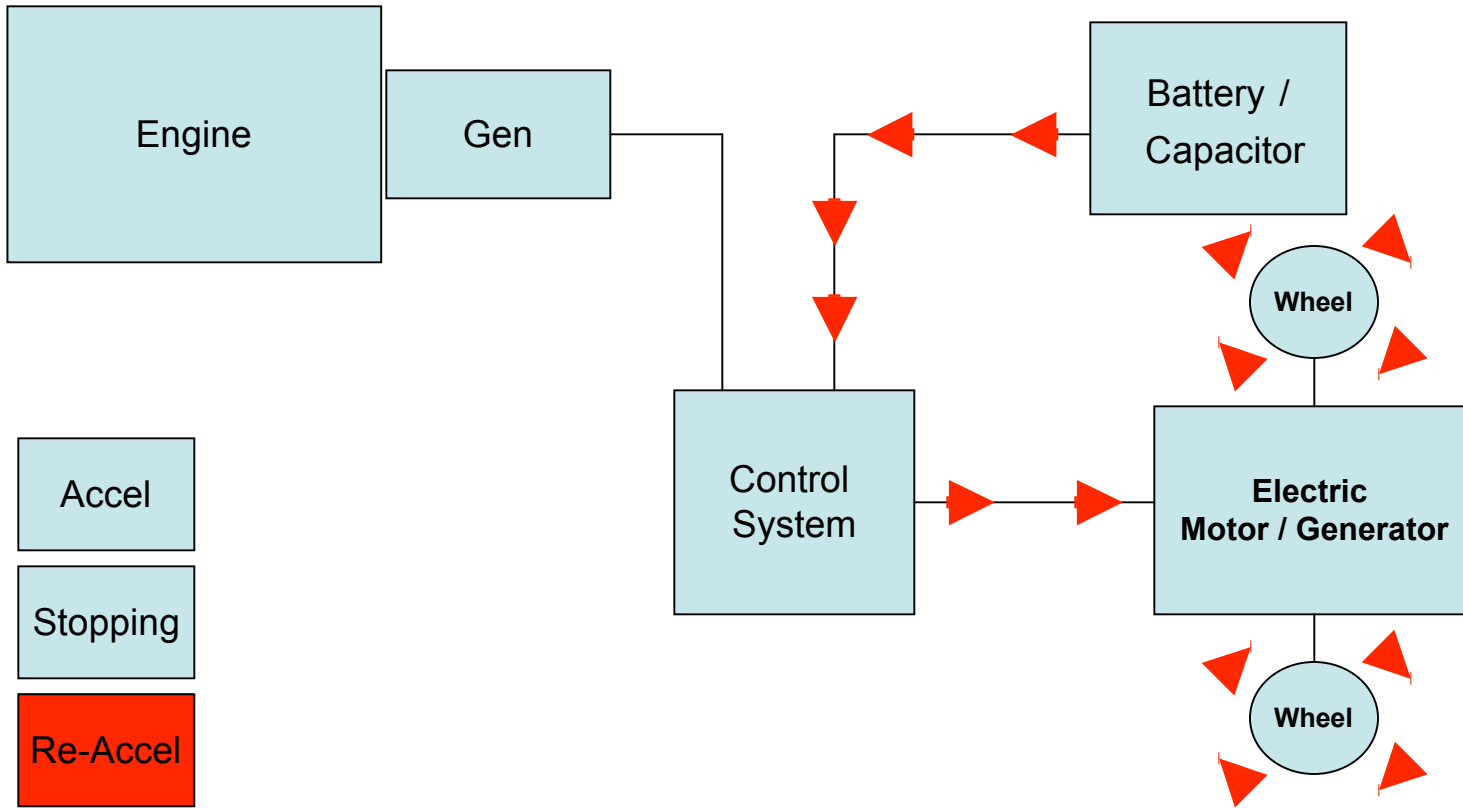 Engine
Gen
Battery /
Capacitor
Wheel
Accel
Control
System
Electric
Motor / Generator
Stopping
Re-Accel
Wheel